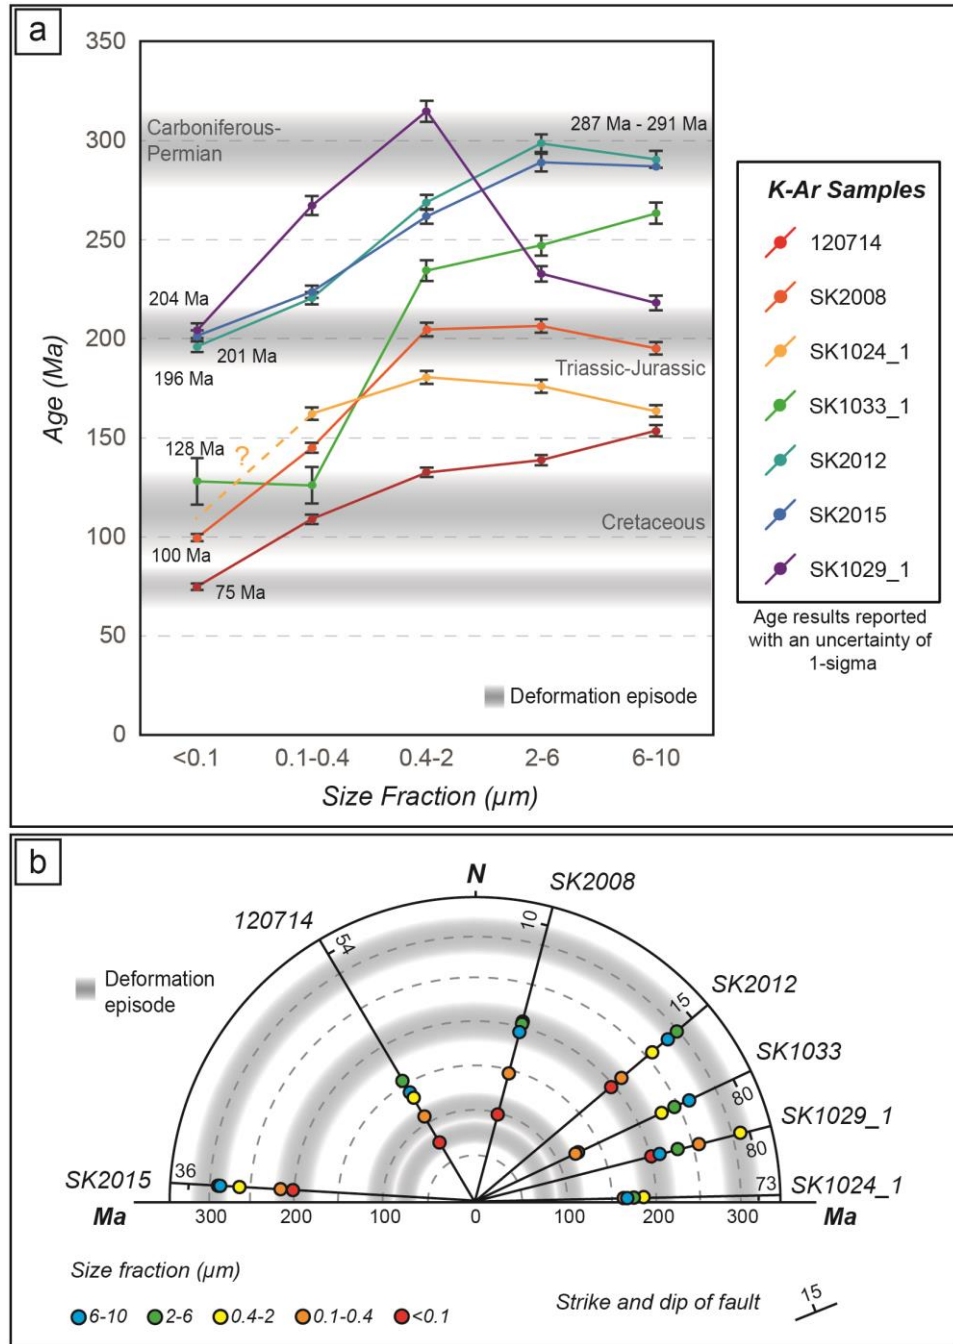 a
350
300
250
200
150
100
50
0
Age (Ma)
Carboniferous-
Permian
287 Ma - 291 Ma
204 Ma
201 Ma
196 Ma
Triassic-Jurassic
128 Ma
?
Cretaceous
100 Ma
75 Ma
Deformation episode
<0.1
0.1-0.4
0.4-2
2-6
6-10
Size Fraction (µm)
K-Ar Samples
120714
SK2008
SK1024_1
SK1033_1
SK2012
SK2015
SK1029_1
Age results reported
with an uncertainty of
1-sigma
b
N
SK2008
120714
10
54
Deformation
episode
SK2012
15
SK1033
80
SK1029_1
80
SK2015
36
SK1024_1
73
Ma
300
200
100
0
100
200
300
Ma
Size fraction (µm)
6-10
2-6
0.4-2
0.1-0.4
<0.1
Strike and dip of fault
15